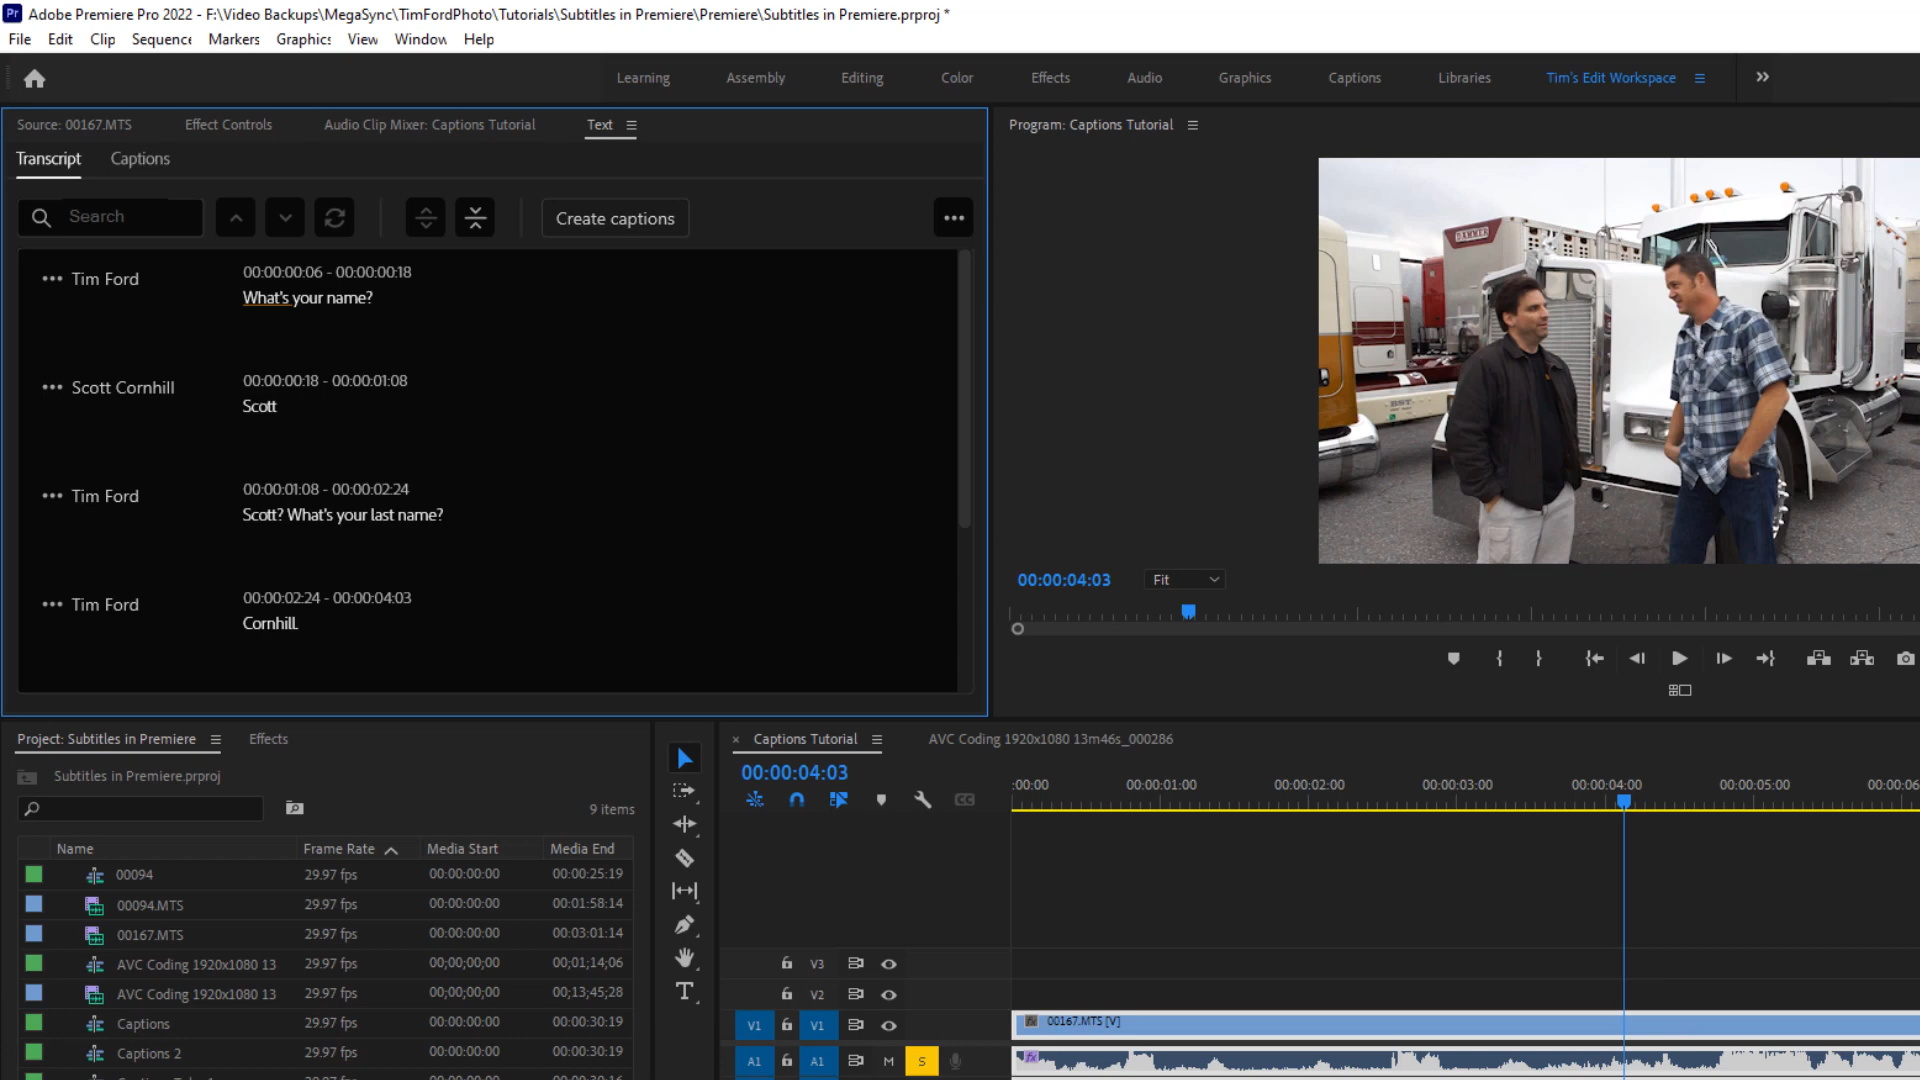 Pr Adobe Premiere Pro 2022 - F:\Video Backups\MegaSync\TimFordPhoto\Tutorials\Subtitles in Premiere\Premiere\Subtitles in Premiere.prproj *
File Edit Clip Sequence Markers Graphics View Window Help
Learning Assembly Editing Color Effects Audio Graphics Captions Libraries Tim's Edit Workspace
Source: 00167.MTS Effect Controls Audio Clip Mixer: Captions Tutorial Text
Transcript Captions
Search Create captions
Tim Ford 00:00:00:06 - 00:00:00:18
What's your name?
Scott Cornhill 00:00:00:18 - 00:00:01:08
Scott
Tim Ford 00:00:01:08 - 00:00:02:24
Scott? What's your last name?
Tim Ford 00:00:02:24 - 00:00:04:03
Cornhill.
Program: Captions Tutorial
DAMMER
BST
00:00:04:03 Fit
Project: Subtitles in Premiere Effects
Subtitles in Premiere.prproj
9 items
Name Frame Rate Media Start Media End
00094 29.97 fps 00:00:00:00 00:00:25:19
00094.MTS 29.97 fps 00:00:00:00 00:01:58:14
00167.MTS 29.97 fps 00:00:00:00 00:03:01:14
AVC Coding 1920x1080 13 29.97 fps 00;00;00;00 00;01;14;06
AVC Coding 1920x1080 13 29.97 fps 00;00;00;00 00;13;45;28
Captions 29.97 fps 00:00:00:00 00:00:30:19
Captions 2 29.97 fps 00:00:00:00 00:00:30:19
T
× Captions Tutorial AVC Coding 1920x1080 13m46s_000286
00:00:04:03
:00:00 00:00:01:00 00:00:02:00 00:00:03:00 00:00:04:00 00:00:05:00 00:00:06
CC
V3
V2
V1 V1 fx 00167.MTS [V]
A1 A1 M S fx